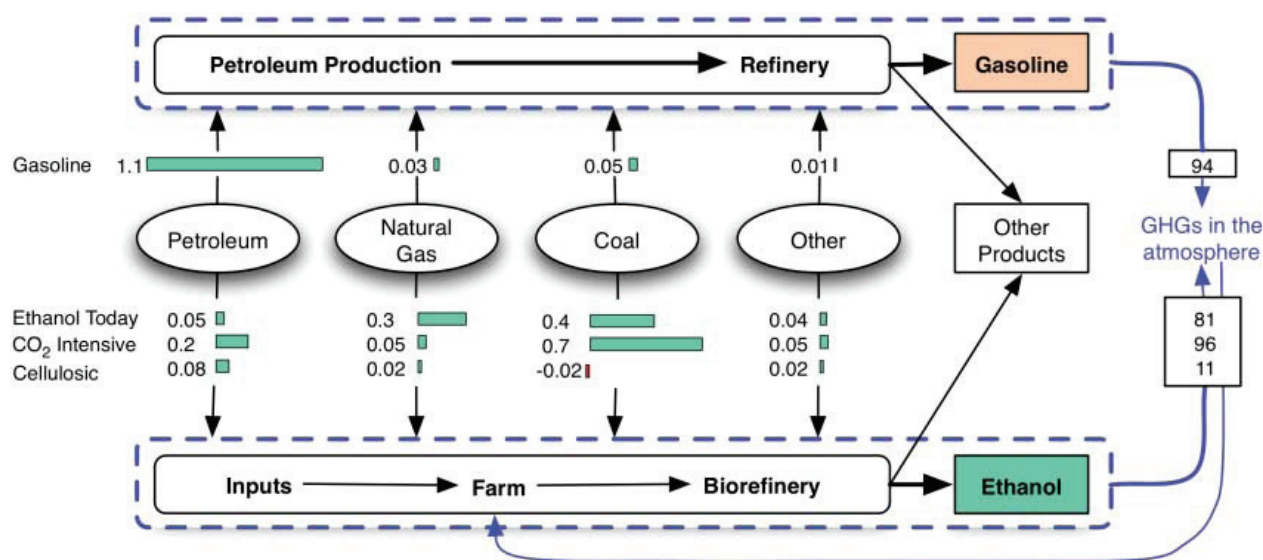 Petroleum Production Refinery Gasoline
Gasoline 1.1 0.03 0.05 0.01
94
Petroleum
Natural
Gas
Coal
Other
Other
Products
GHGs in the
atmosphere
Ethanol Today 0.05 0.3 0.4 0.04
CO2 Intensive 0.2 0.05 0.7 0.05
Cellulosic 0.08 0.02 -0.02 0.02
81
96
11
Inputs Farm Biorefinery Ethanol